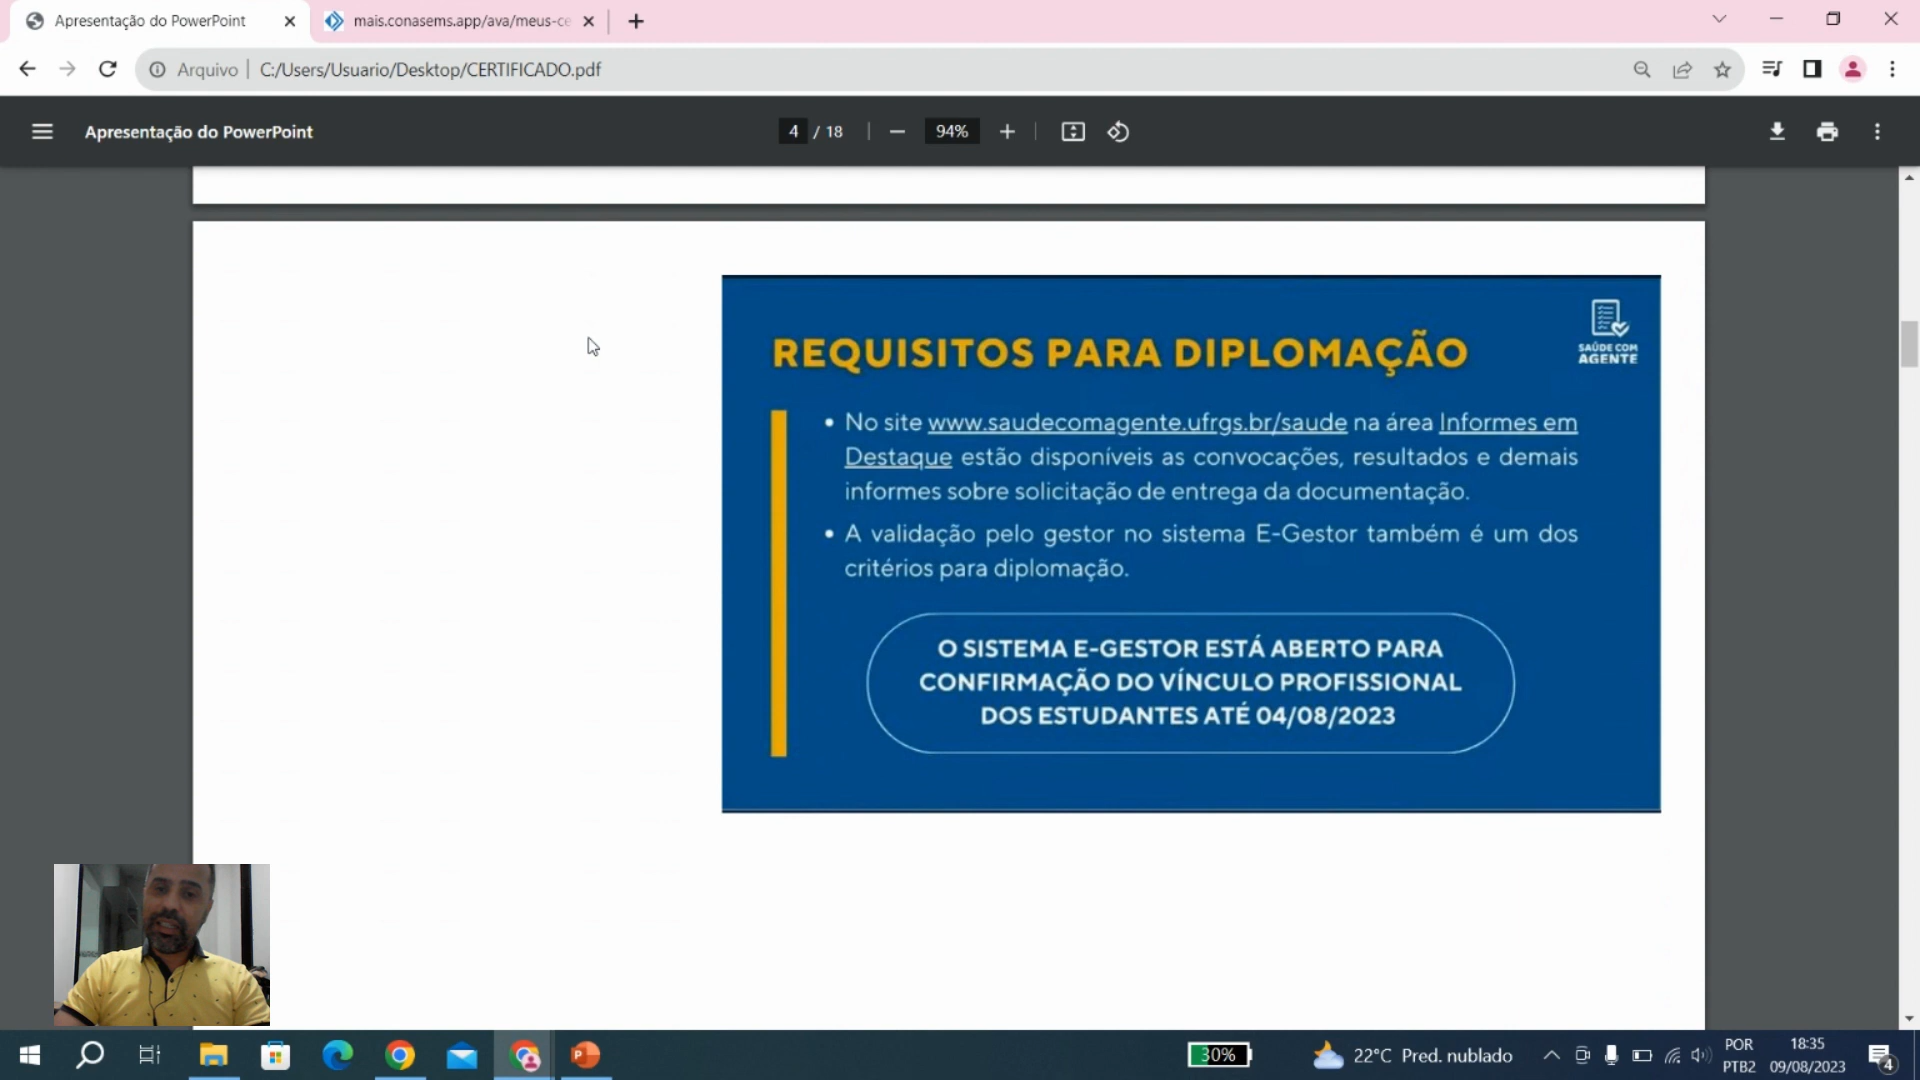 Apresentação do PowerPoint
mais.conasems.app/ava/meus-ce
Arquivo
C:/Users/Usuario/Desktop/CERTIFICADO.pdf
Apresentação do PowerPoint
4 / 18
94%
SAÚDE COM
AGENTE
REQUISITOS PARA DIPLOMAÇÃO
• No site www.saudecomagente.ufrgs.br/saude na área Informes em
Destaque estão disponíveis as convocações, resultados e demais
informes sobre solicitação de entrega da documentação.
• A validação pelo gestor no sistema E-Gestor também é um dos
critérios para diplomação.
O SISTEMA E-GESTOR ESTÁ ABERTO PARA
CONFIRMAÇÃO DO VÍNCULO PROFISSIONAL
DOS ESTUDANTES ATÉ 04/08/2023
30%
22°C Pred. nublado
POR
PTB2
18:35
09/08/2023
4